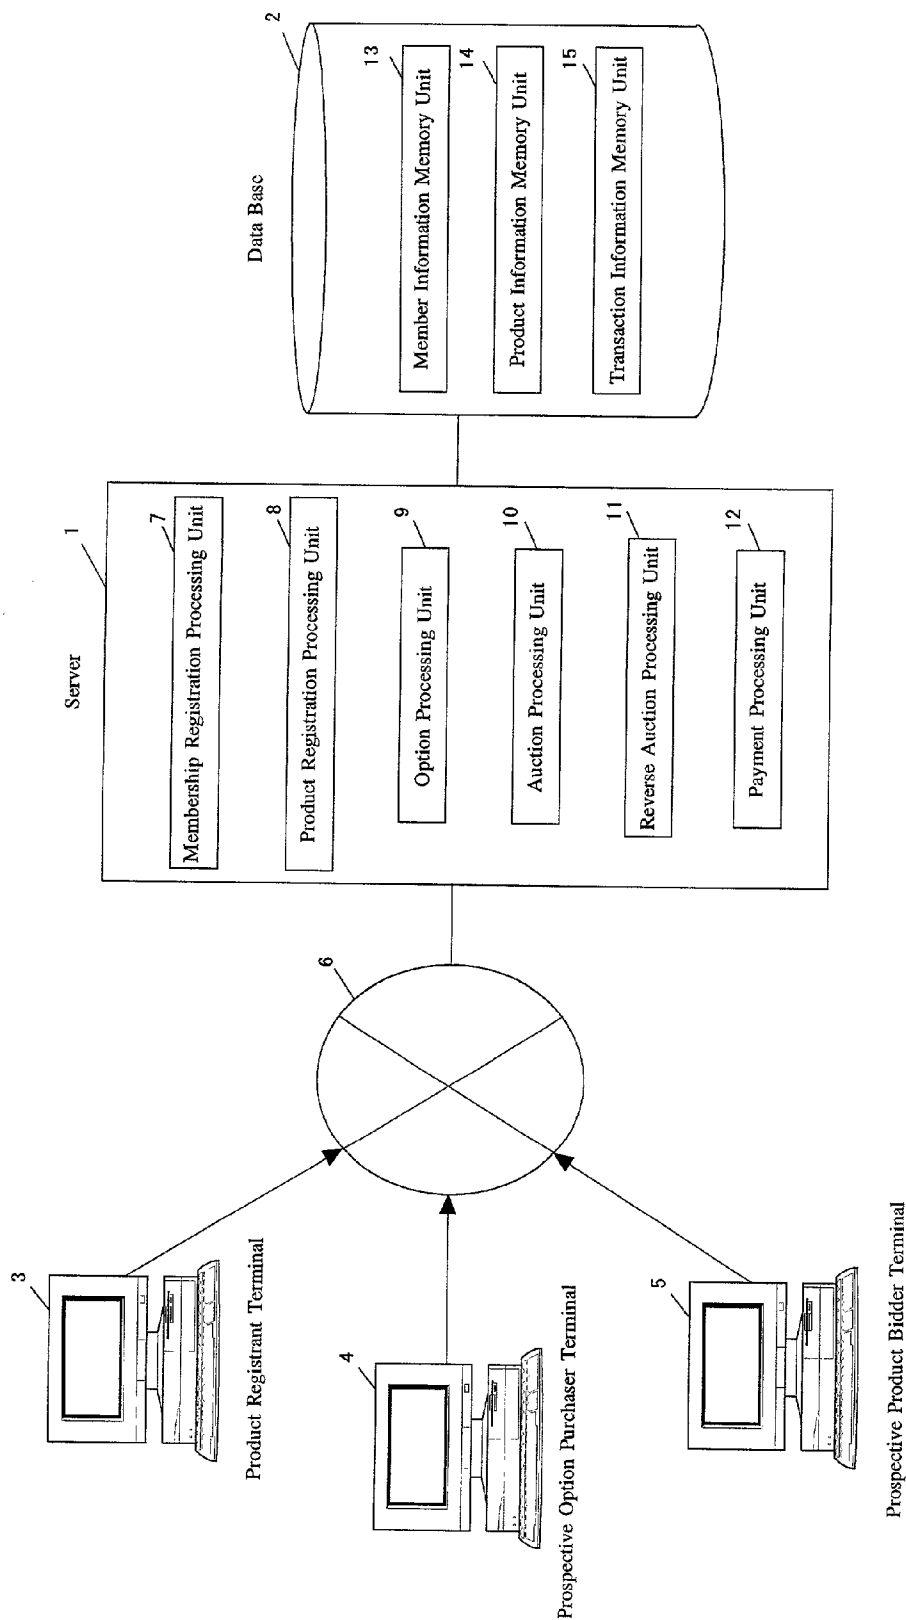 Data Base
2
13
Member Information Memory Unit
14
Product Information Memory Unit
15
Transaction Information Memory Unit
Server
1
7
Membership Registration Processing Unit
8
Product Registration Processing Unit
9
Option Processing Unit
10
Auction Processing Unit
11
Reverse Auction Processing Unit
12
Payment Processing Unit
6
3
Product Registrant Terminal
4
Prospective Option Purchaser Terminal
5
Prospective Product Bidder Terminal